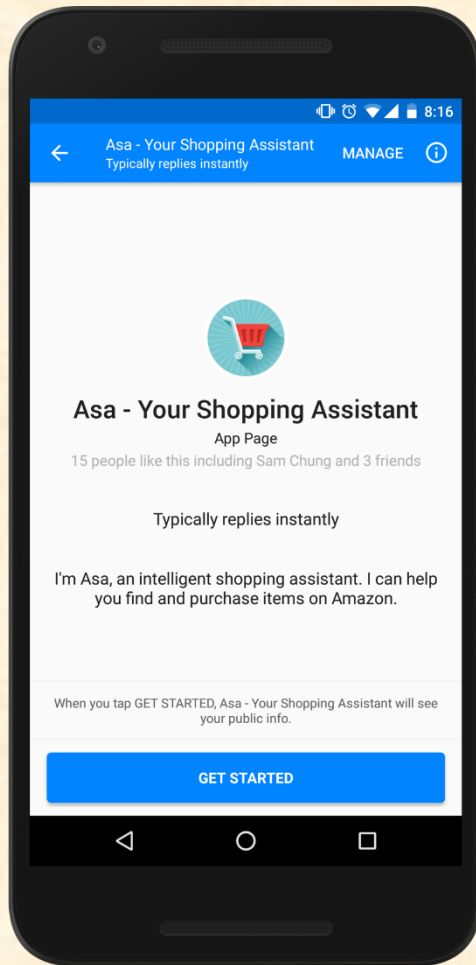 8:16
Asa - Your Shopping Assistant
Typically replies instantly
MANAGE
Asa - Your Shopping Assistant
App Page
15 people like this including Sam Chung and 3 friends
Typically replies instantly
I'm Asa, an intelligent shopping assistant. I can help
you find and purchase items on Amazon.
When you tap GET STARTED, Asa - Your Shopping Assistant will see
your public info.
GET STARTED